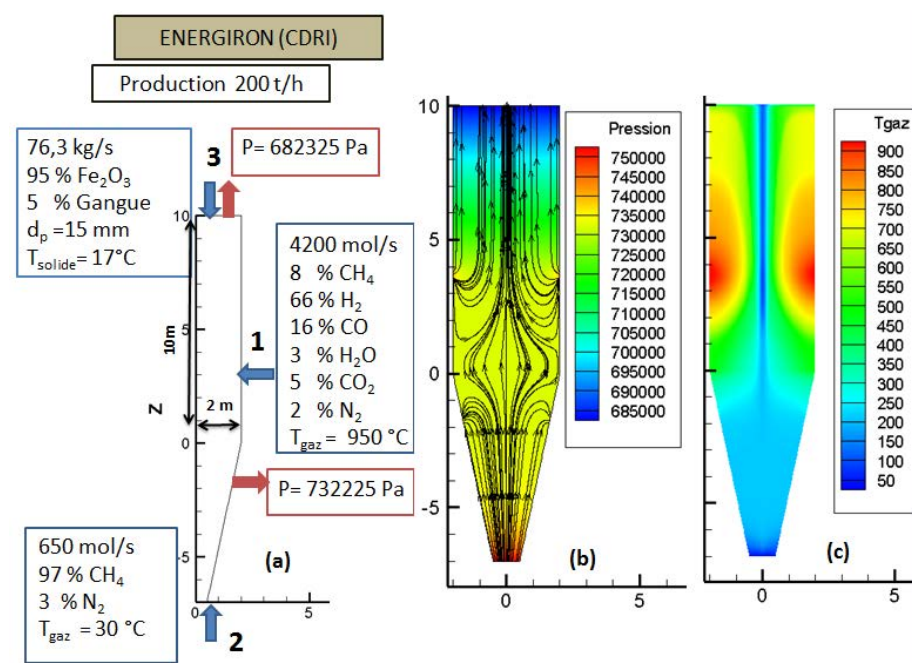 ENERGIRON (CDRI)
Production 200 t/h
76,3 kg/s
95 % Fe₂O₃
5 % Gangue
dₚ =15 mm
Tsolide= 17°C
3
P= 682325 Pa
4200 mol/s
8 % CH₄
66 % H₂
16 % CO
3 % H₂O
5 % CO₂
2 % N₂
Tgaz = 950 °C
1
10
5
0
-5
10m
Z
2 m
P= 732225 Pa
650 mol/s
97 % CH₄
3 % N₂
Tgaz = 30 °C
2
(a)
0
5
10
5
0
-5
0
Pression
750000
745000
740000
735000
730000
725000
720000
715000
710000
705000
700000
695000
690000
685000
(b)
0
Tgaz
900
850
800
750
700
650
600
550
500
450
400
350
300
250
200
150
100
50
(c)